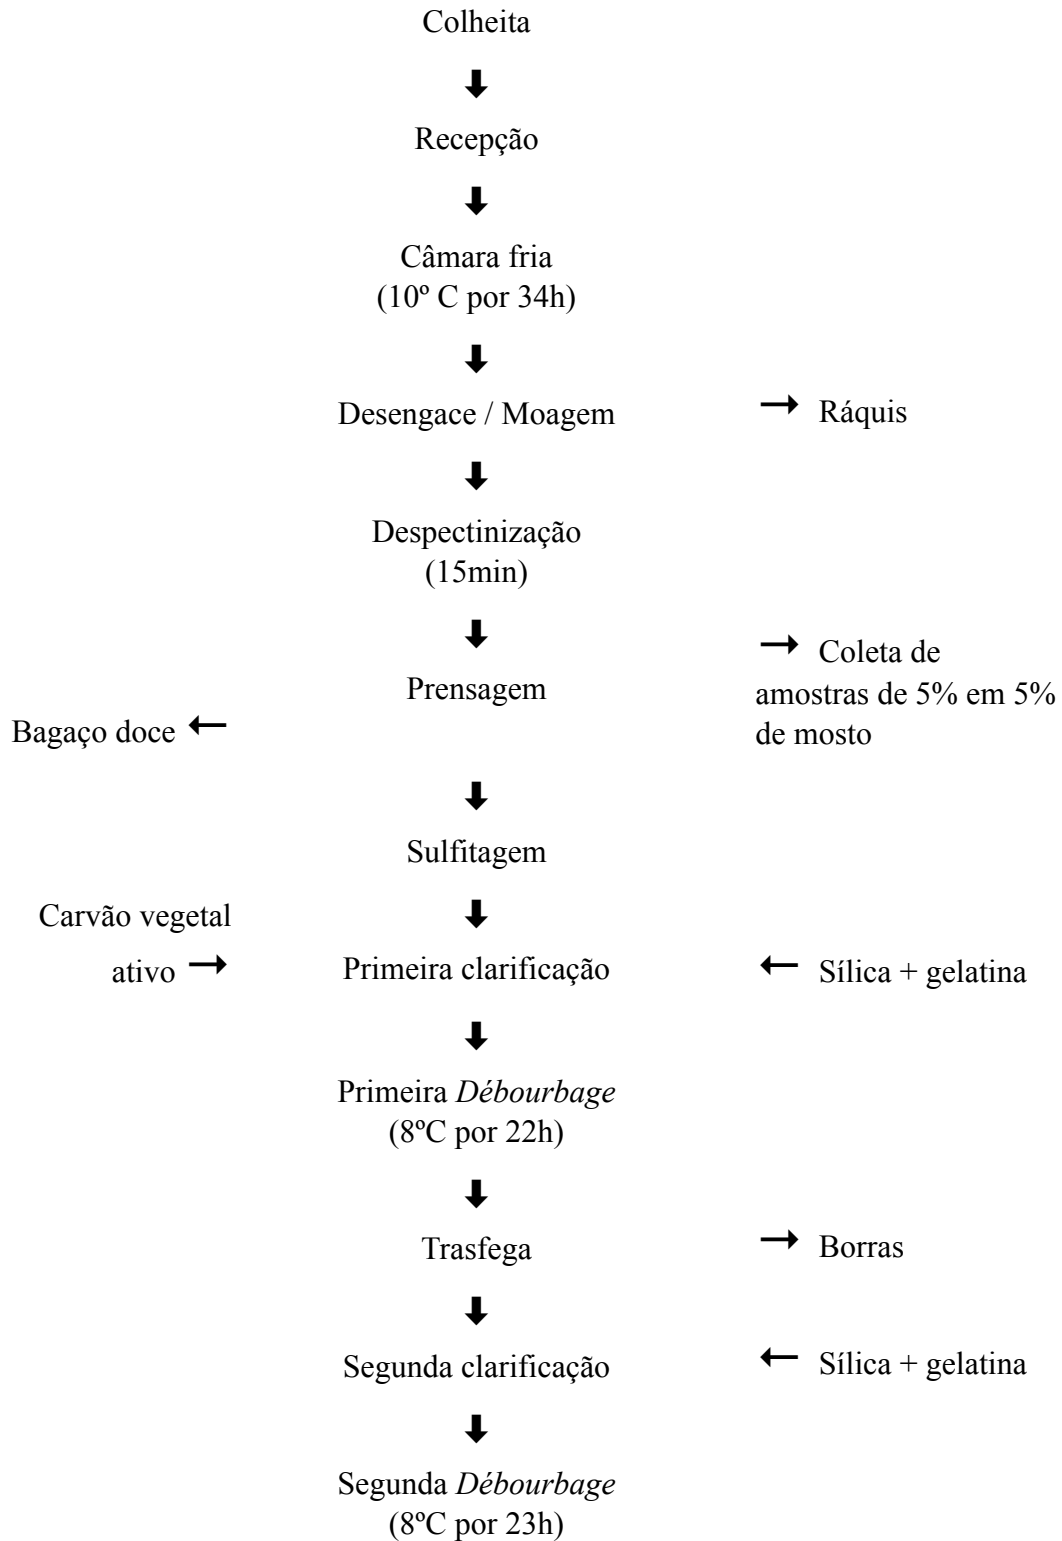 Colheita
Recepção
Câmara fria
(10º C por 34h)
Desengace / Moagem
Ráquis
Despectinização
(15min)
Prensagem
Coleta de
amostras de 5% em 5%
de mosto
Bagaço doce
Sulfitagem
Carvão vegetal
ativo
Primeira clarificação
Sílica + gelatina
Primeira Débourbage
(8ºC por 22h)
Trasfega
Borras
Segunda clarificação
Sílica + gelatina
Segunda Débourbage
(8ºC por 23h)